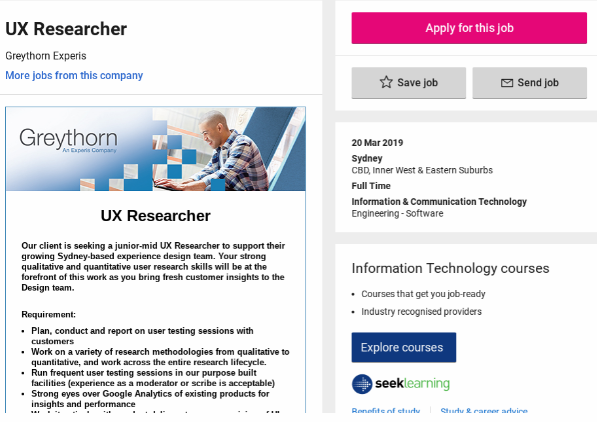 UX Researcher
Greythorn Experis
More jobs from this company
Greythorn
An Experis Company
UX Researcher
Our client is seeking a junior-mid UX Researcher to support their
growing Sydney-based experience design team. Your strong
qualitative and quantitative user research skills will be at the
forefront of this work as you bring fresh customer insights to the
Design team.
Requirement:
• Plan, conduct and report on user testing sessions with
customers
• Work on a variety of research methodologies from qualitative to
quantitative, and work across the entire research lifecycle.
• Run frequent user testing sessions in our purpose built
facilities (experience as a moderator or scribe is acceptable)
• Strong eyes over Google Analytics of existing products for
insights and performance
Apply for this job
Save job
Send job
20 Mar 2019
Sydney
CBD, Inner West & Eastern Suburbs
Full Time
Information & Communication Technology
Engineering - Software
Information Technology courses
• Courses that get you job-ready
• Industry recognised providers
Explore courses
seeklearning
Benefits of study
Study & career advice